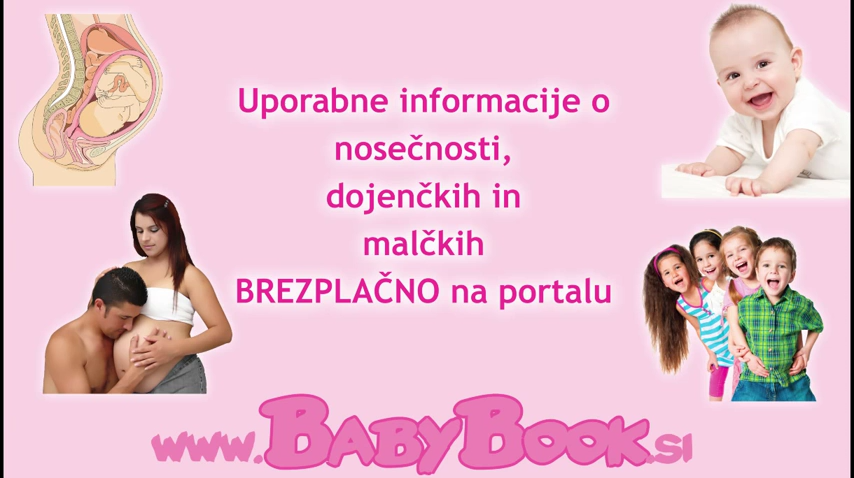 Uporabne informacije o
nosečnosti,
dojenčkih in
malčkih
BREZPLAČNO na portalu
www.BabyBook.si